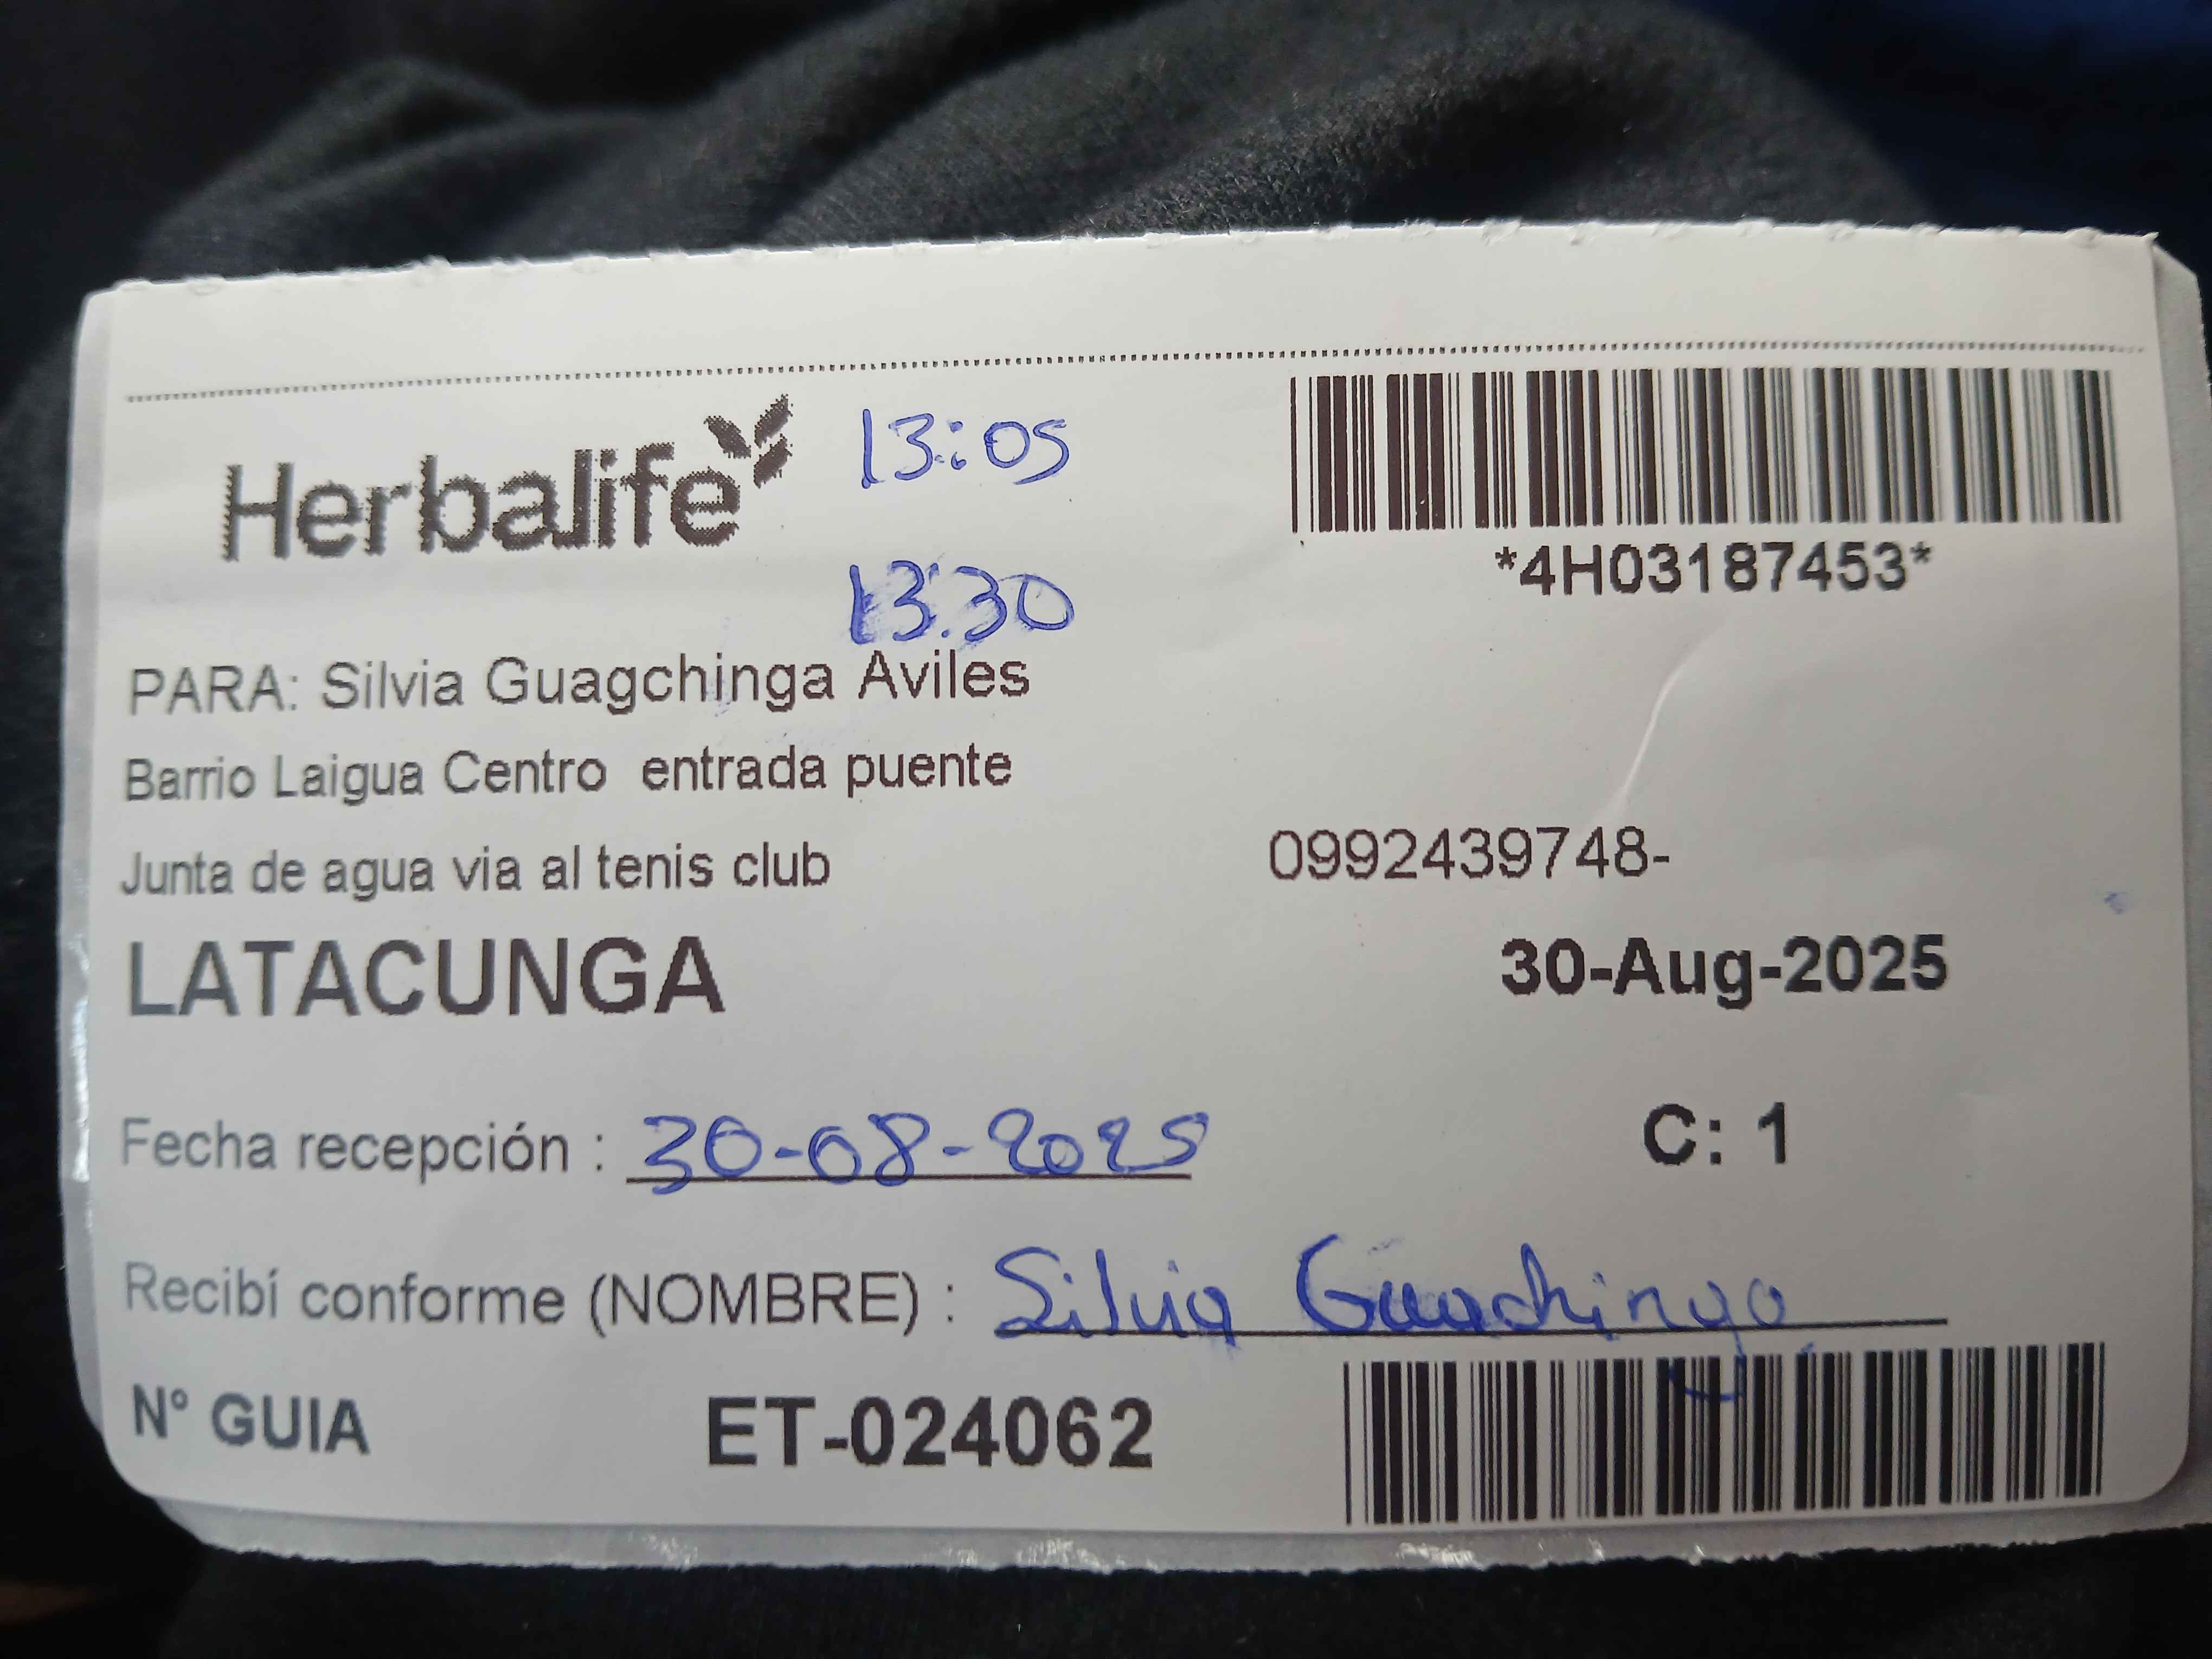 Herbalife
13:05
13:30
*4H03187453*
PARA: Silvia Guagchinga Aviles
Barrio Laigua Centro entrada puente
Junta de agua via al tenis club
0992439748-
LATACUNGA
30-Aug-2025
Fecha recepción : 30-08-2025
C: 1
Recibí conforme (NOMBRE) : Silvia Guachinga
N° GUIA ET-024062